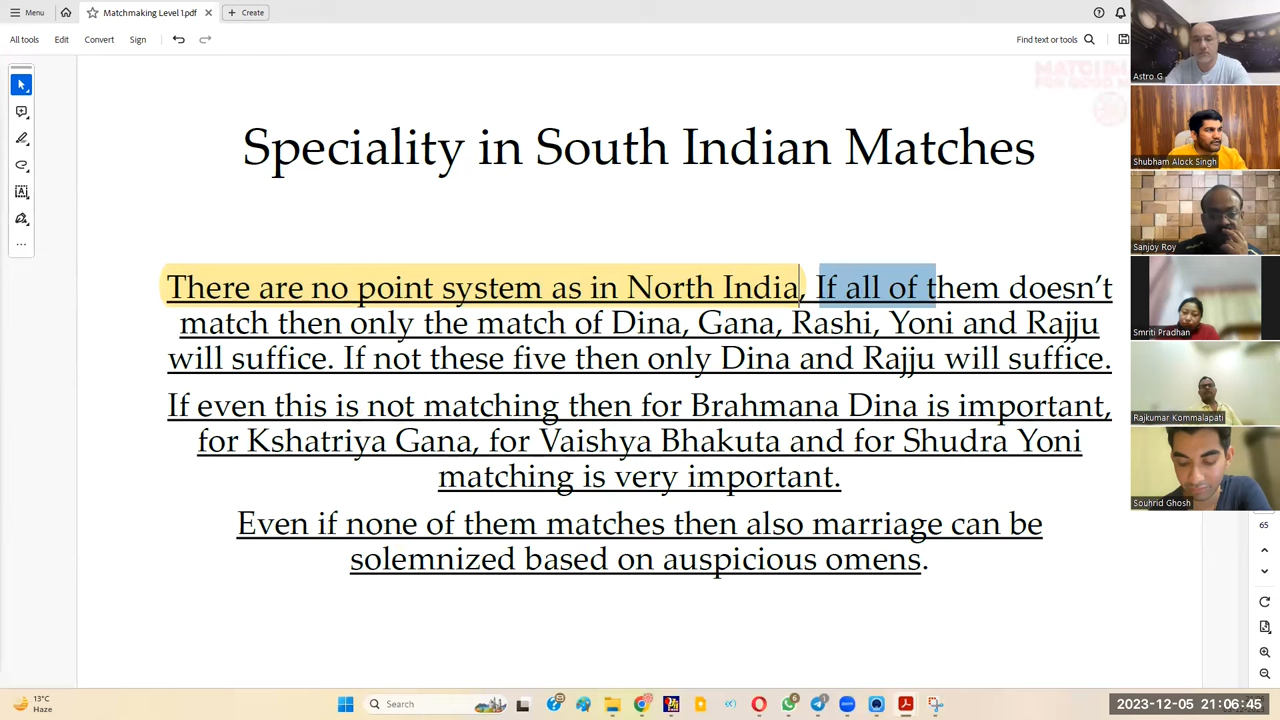 Menu
Matchmaking Level 1.pdf
Create
All tools
Edit
Convert
Sign
Find text or tools
Speciality in South Indian Matches
There are no point system as in North India, If all of them doesn’t
match then only the match of Dina, Gana, Rashi, Yoni and Rajju
will suffice. If not these five then only Dina and Rajju will suffice.
If even this is not matching then for Brahmana Dina is important,
for Kshatriya Gana, for Vaishya Bhakuta and for Shudra Yoni
matching is very important.
Even if none of them matches then also marriage can be
solemnized based on auspicious omens.
Astro G
Shubham Alock Singh
Sanjoy Roy
Smriti Pradhan
Rajkumar Kommalapati
Souhrid Ghosh
65
13°C
Haze
Search
2023-12-05 21:06:45